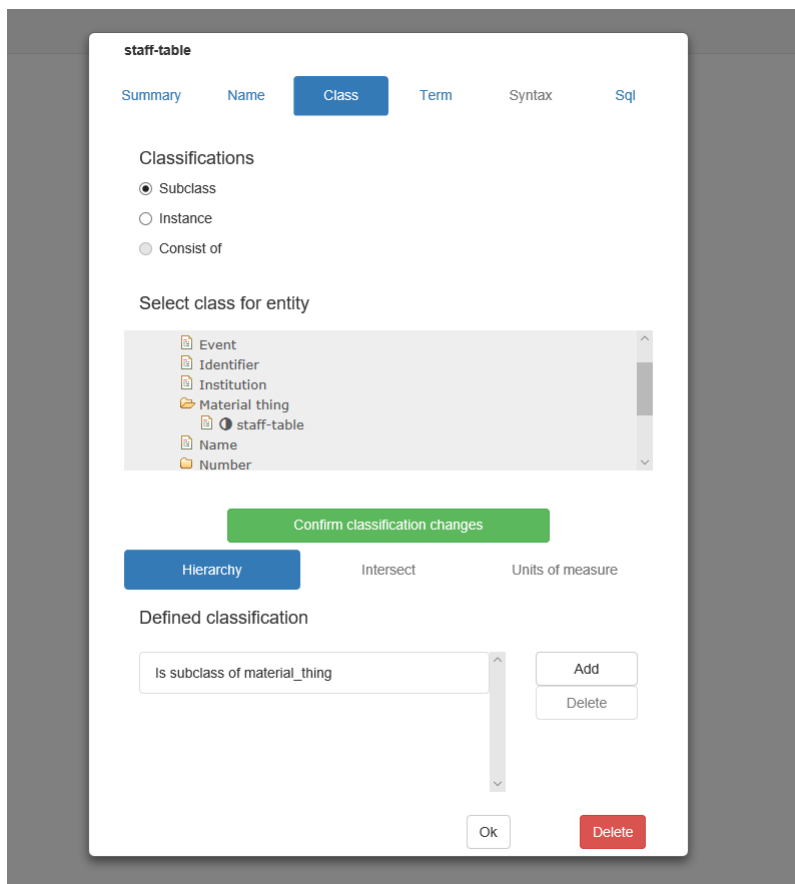 staff-table
Summary Name Class Term Syntax Sql
Classifications
Subclass
Instance
Consist of
Select class for entity
Event
Identifier
Institution
Material thing
staff-table
Name
Number
Confirm classification changes
Hierarchy Intersect Units of measure
Defined classification
Is subclass of material_thing
Add
Delete
Ok Delete